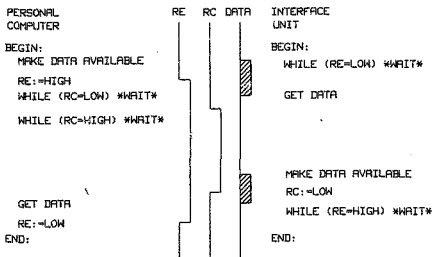 PERSONAL COMPUTER
RE RC DATA
INTERFACE UNIT
BEGIN:
MAKE DATA AVAILABLE
RE:=HIGH
WHILE (RC=LOW) *WAIT*
WHILE (RC=HIGH) *WAIT*
GET DATA
RE:=LOW
END:
BEGIN:
WHILE (RE=LOW) *WAIT*
GET DATA
MAKE DATA AVAILABLE
RC:=LOW
WHILE (RE=HIGH) *WAIT*
END: